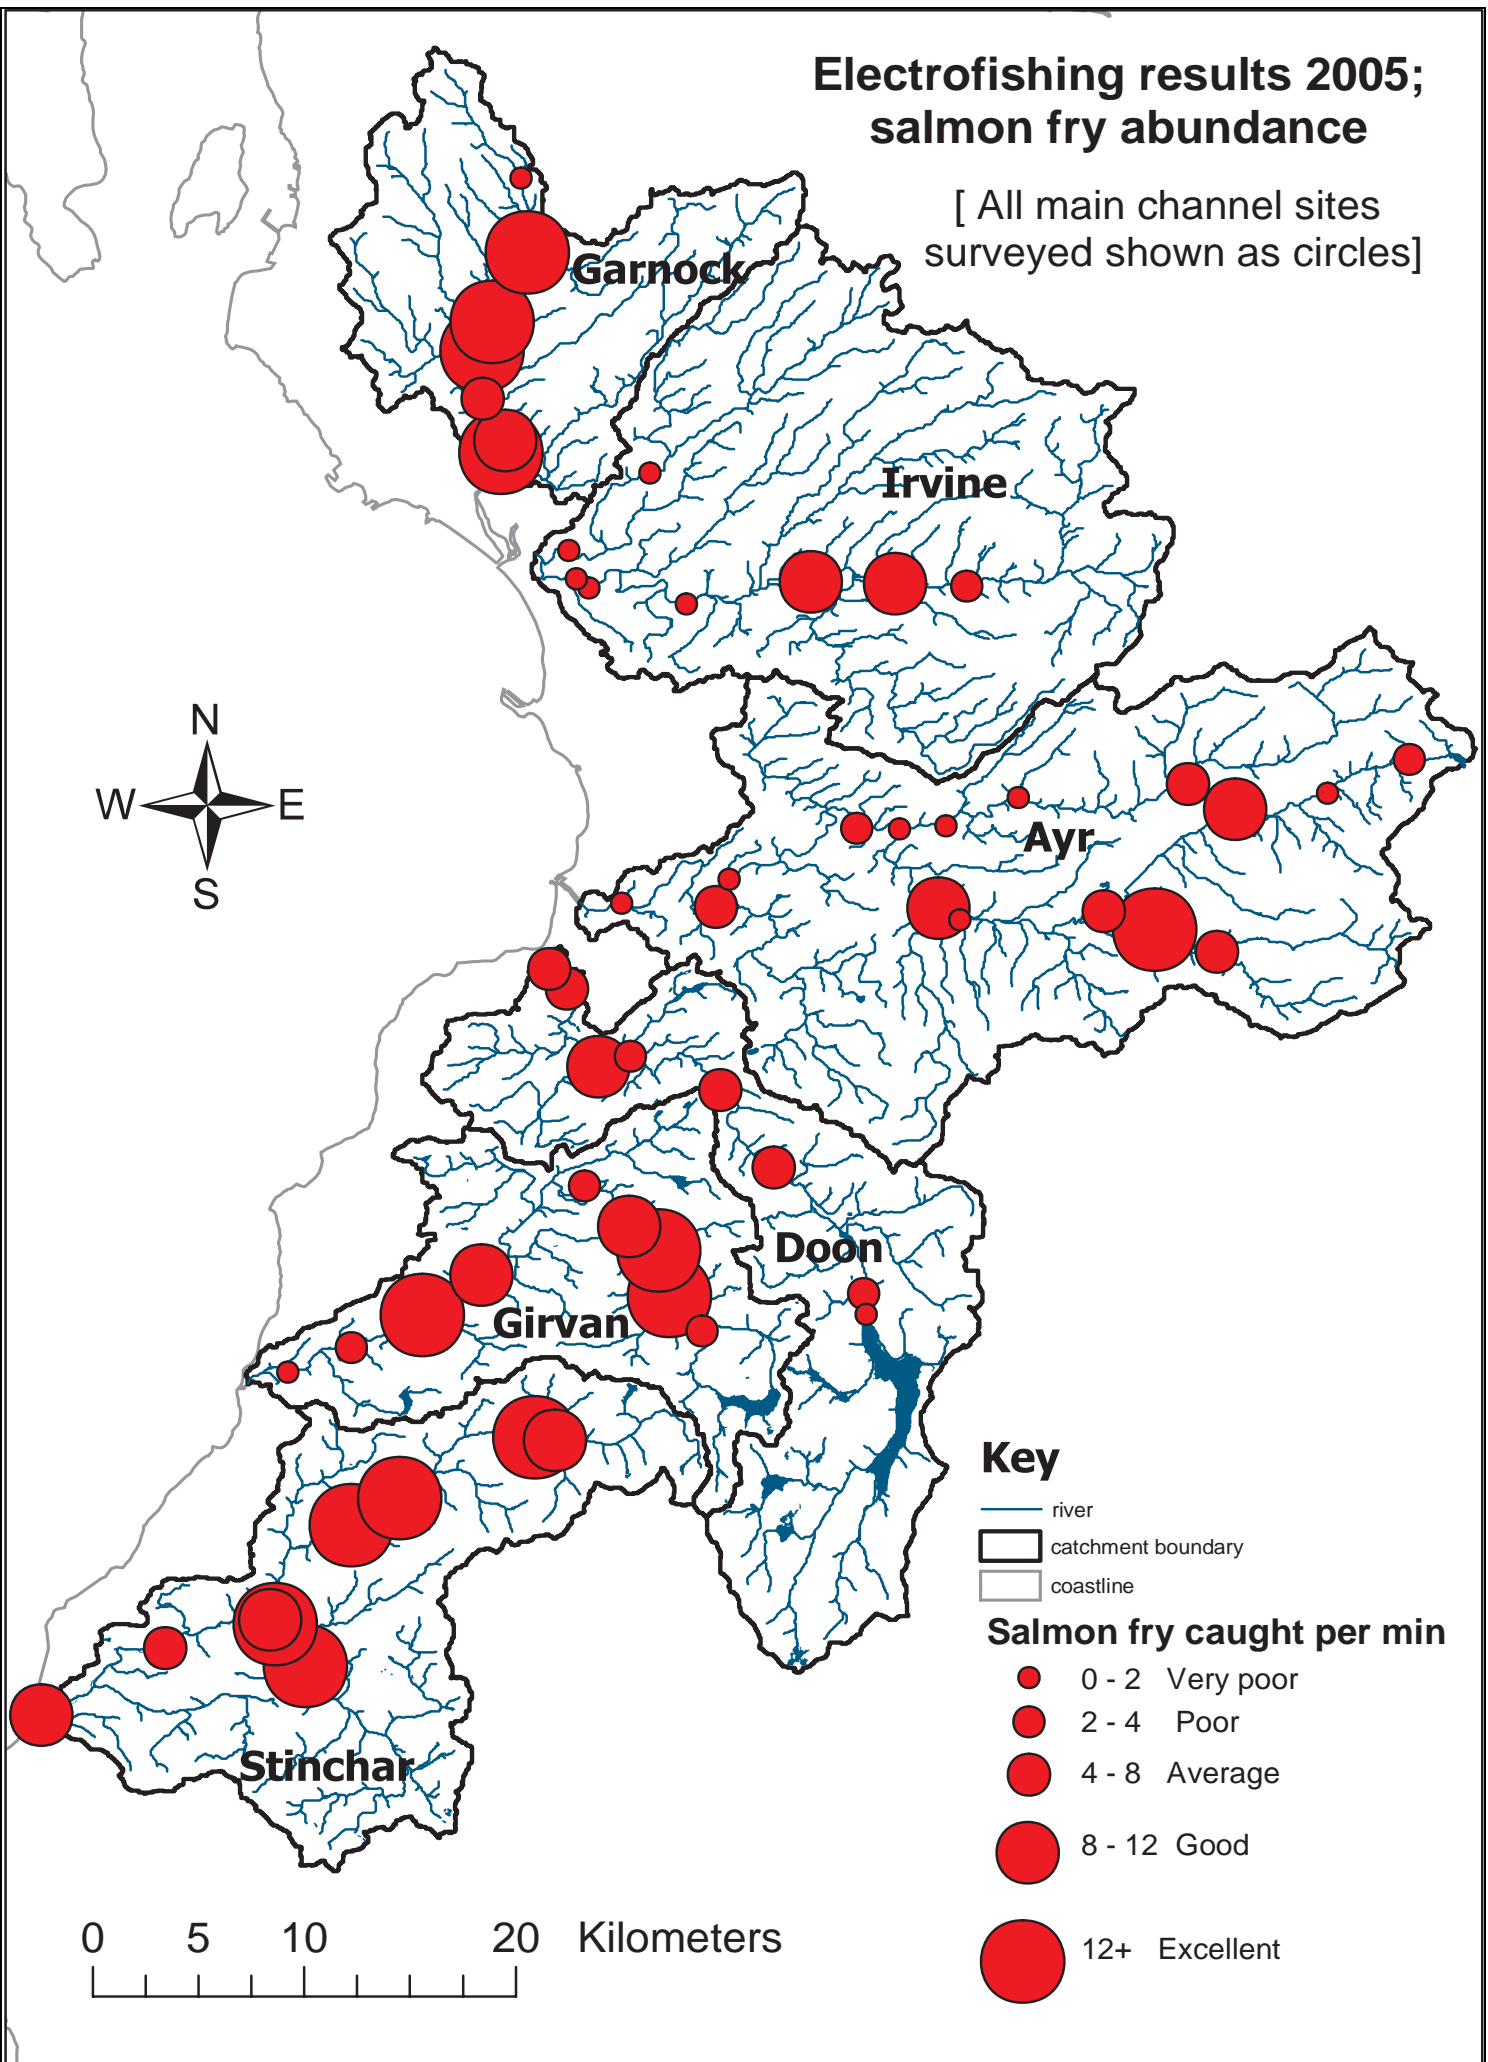 Electrofishing results 2005;
salmon fry abundance
[ All main channel sites
surveyed shown as circles]
Garnock
Irvine
N
W E
S
Ayr
Doon
Girvan
Stinchar
Key
river
catchment boundary
coastline
Salmon fry caught per min
0 - 2 Very poor
2 - 4 Poor
4 - 8 Average
8 - 12 Good
12+ Excellent
0 5 10 20 Kilometers